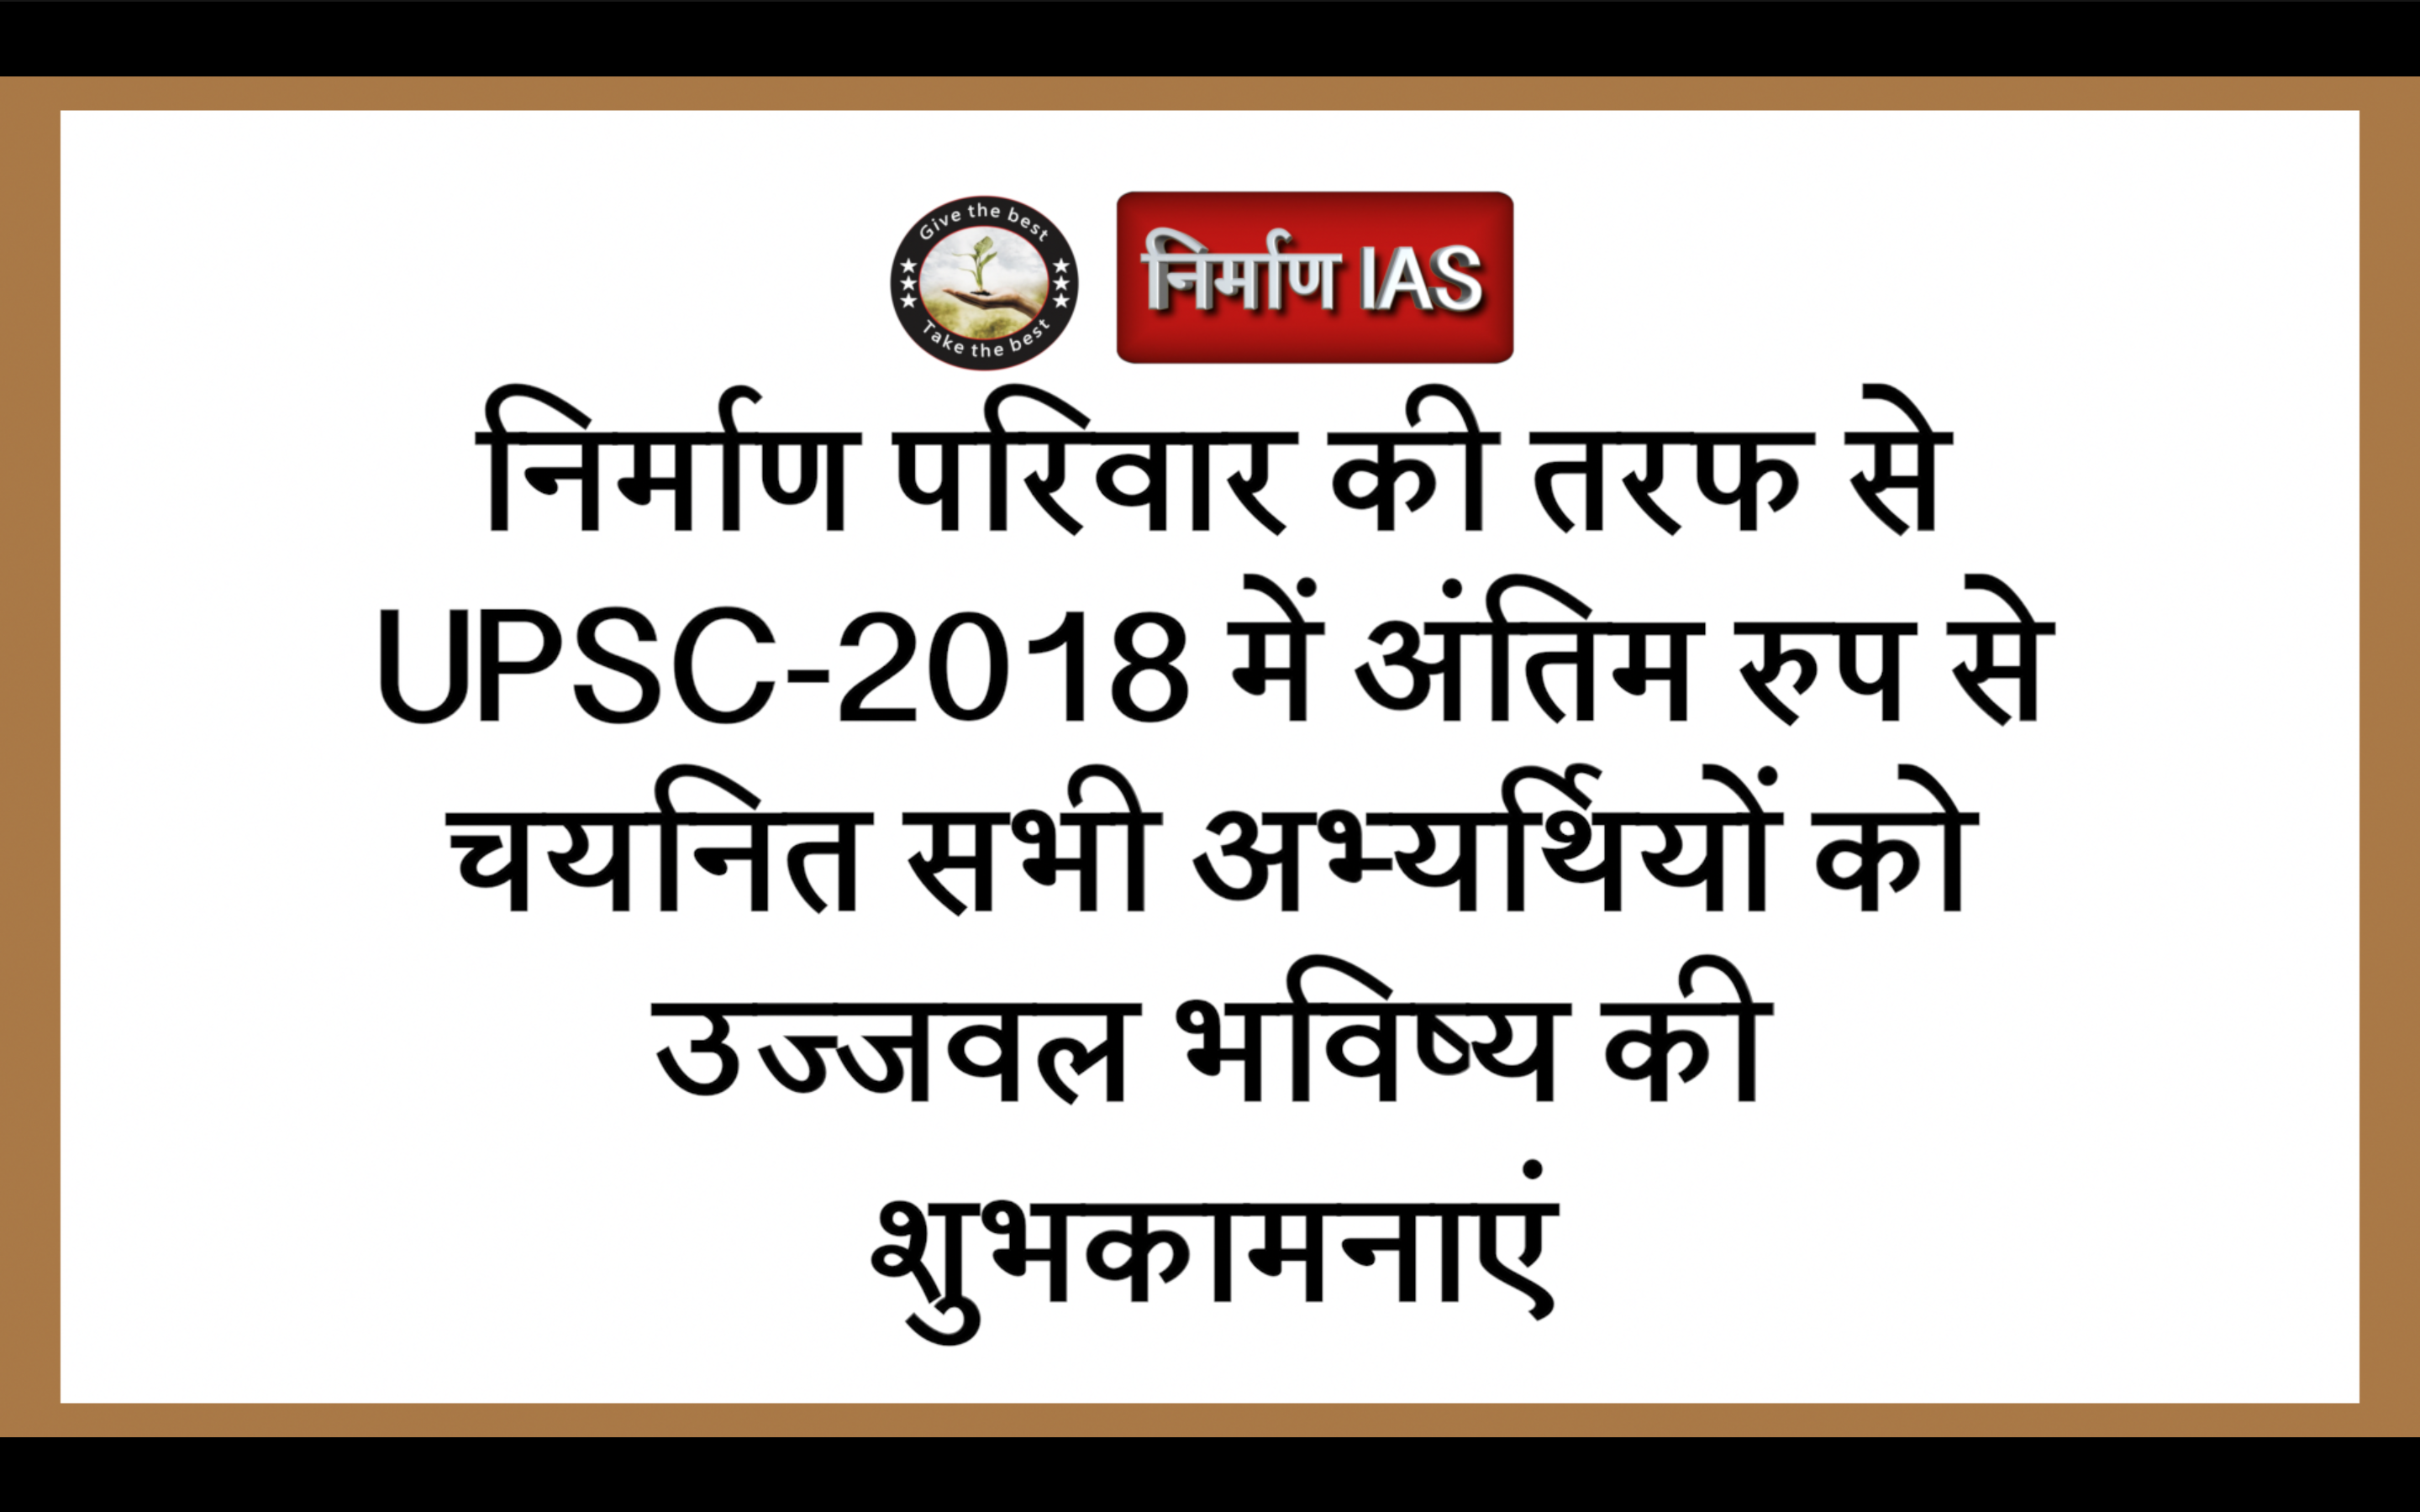 Give the best
Take the best
निर्माण IAS
निर्माण परिवार की तरफ से
UPSC-2018 में अंतिम रुप से
चयनित सभी अभ्यर्थियों को
उज्जवल भविष्य की
शुभकामनाएं